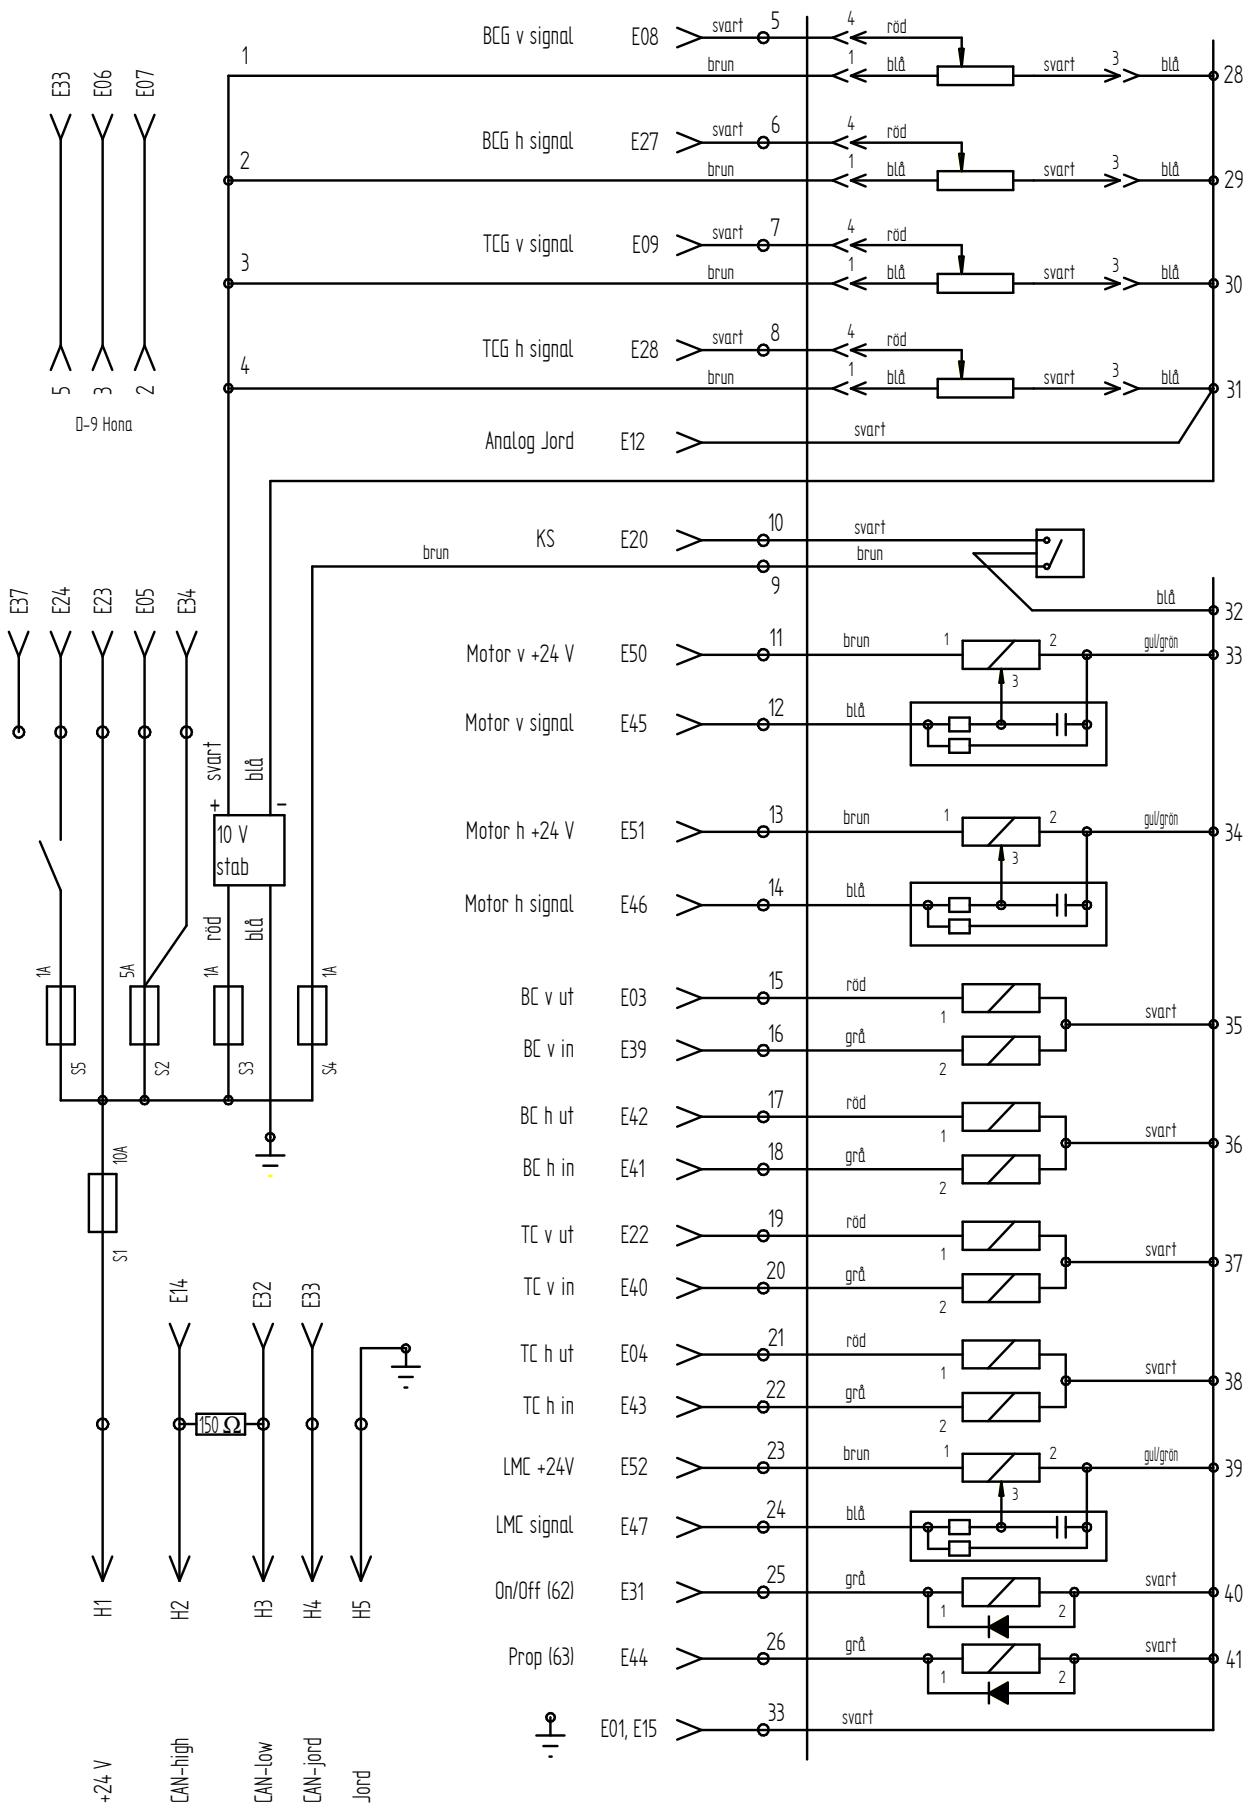 BCG v signal E08 svart 5 4 röd
1 brun 1 blå svart 3 blå 28
E33 E06 E07
BCG h signal E27 svart 6 4 röd
2 brun 1 blå svart 3 blå 29
TCG v signal E09 svart 7 4 röd
3 brun 1 blå svart 3 blå 30
TCG h signal E28 svart 8 4 röd
4 brun 1 blå svart 3 blå 31
5 3 2
D-9 Hona
Analog Jord E12 svart
KS E20 10 svart
brun 9 brun
E37 E24 E23 E05 E34
blå 32
Motor v +24 V E50 11 brun 1 2 gul/grön 33
3
Motor v signal E45 12 blå
svart blå
+ -
10 V
stab
Motor h +24 V E51 13 brun 1 2 gul/grön 34
3
Motor h signal E46 14 blå
röd blå
1A 5A 1A 1A
S5 S2 S3 S4
BC v ut E03 15 röd 1 svart 35
BC v in E39 16 grå 2
BC h ut E42 17 röd 1 svart 36
BC h in E41 18 grå 2
10A
S1
TC v ut E22 19 röd 1 svart 37
TC v in E40 20 grå 2
E14 E32 E33
TC h ut E04 21 röd 1 svart 38
TC h in E43 22 grå 2
150 Ω
LMC +24V E52 23 brun 1 2 gul/grön 39
3
LMC signal E47 24 blå
On/Off (62) E31 25 grå 1 2 svart 40
H1 H2 H3 H4 H5
Prop (63) E44 26 grå 1 2 svart 41
E01, E15 33 svart
+24 V CAN-high CAN-low CAN-jord Jord